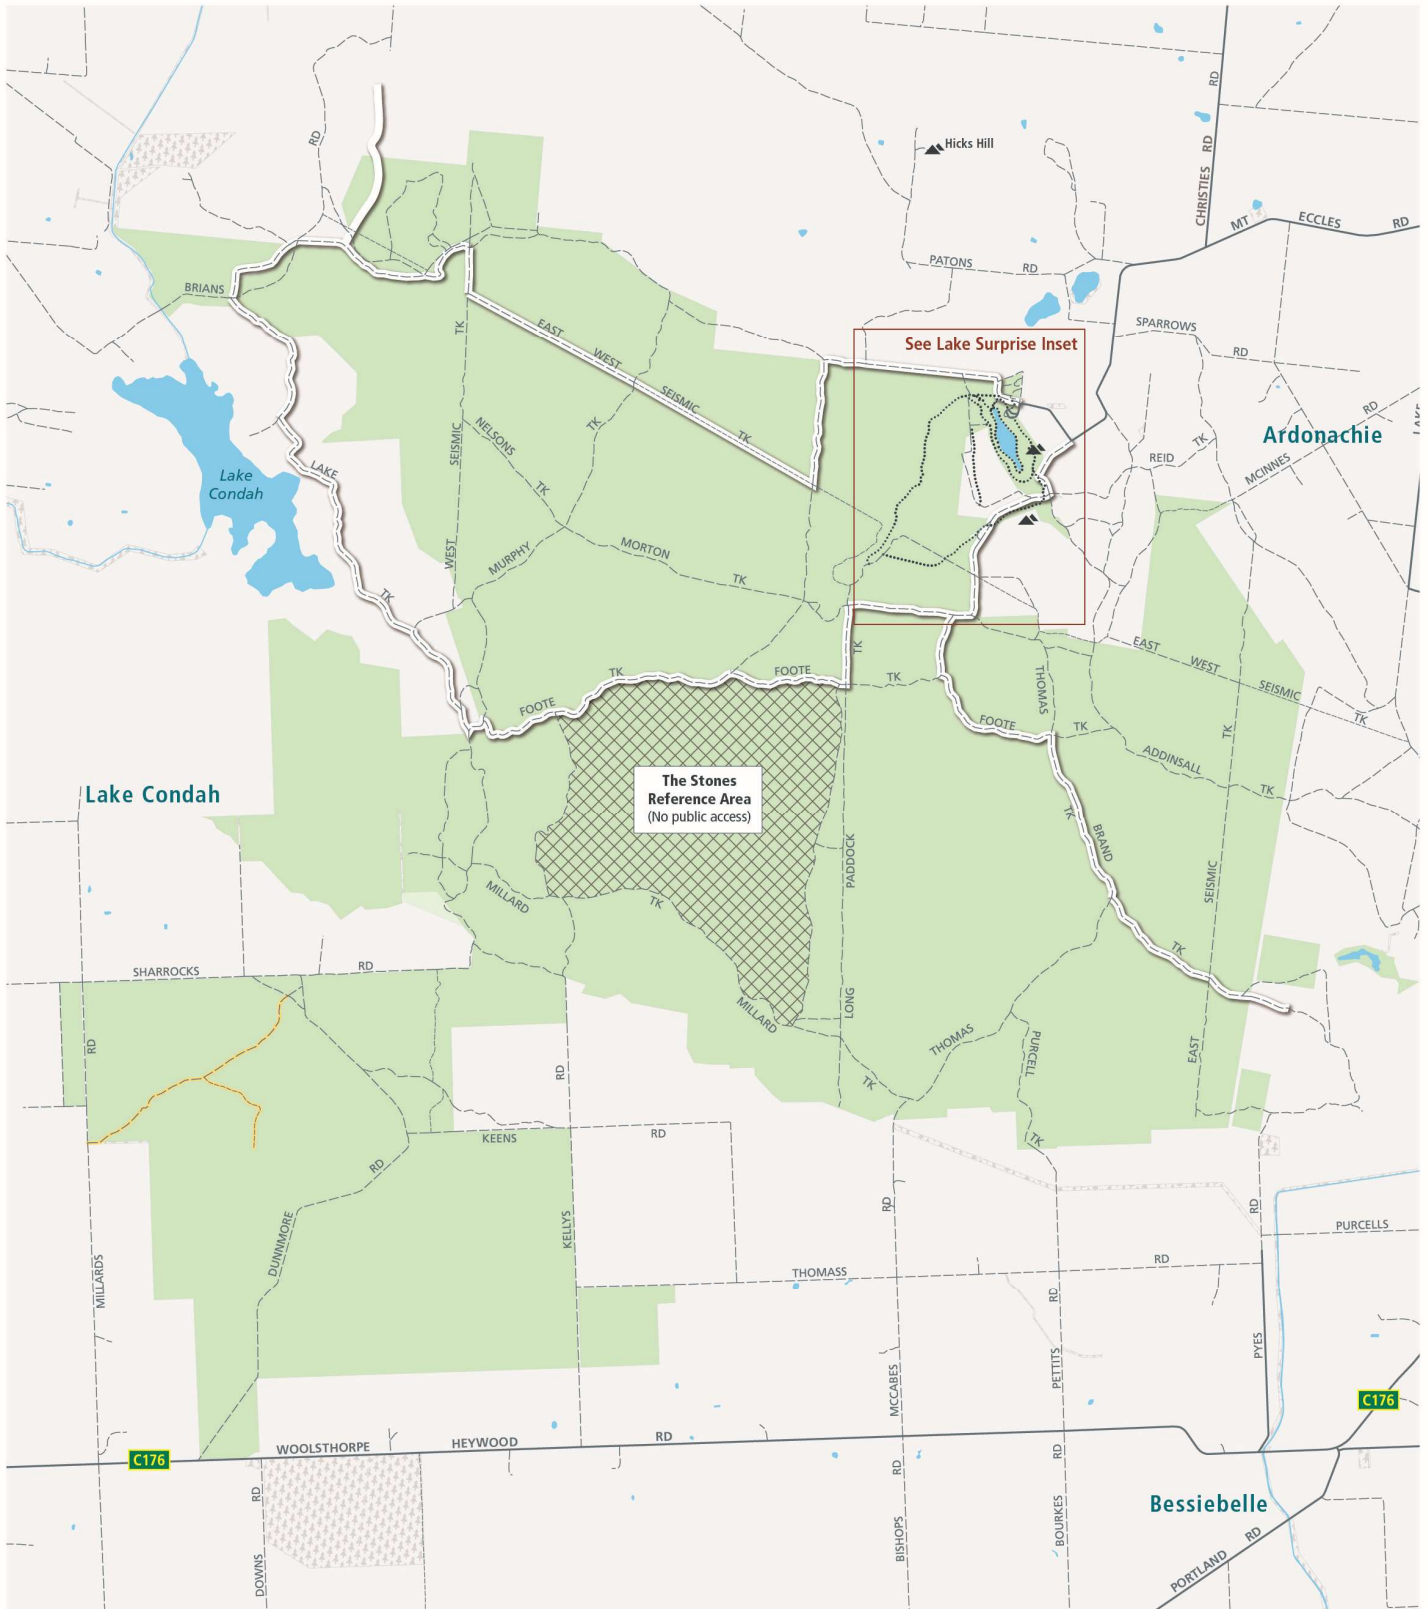 RD
Hicks Hill
RD
RD
CHRISTIES
MT
ECCLES
RD
PATONS
RD
BRIANS
TK
EAST
WEST
SEISMIC
TK
SPARROWS
RD
See Lake Surprise Inset
NELSONS
TK
SEISMIC
TK
WEST
RD
Ardonachie
TK
REID
MCINNES
LAKE
TK
Lake
Condah
MURPHY
MORTON
TK
TK
EAST
WEST
SEISMIC
TK
TK
FOOTE
TK
THOMAS
FOOTE
TK
FOOTE
TK
ADDINSALL
TK
TK
Lake Condah
The Stones
Reference Area
(No public access)
TK
BRAND
PADDOCK
MILLARD
TK
SEISMIC
TK
SHARROCKS
RD
LONG
MILLARD
THOMAS
PURCELL
EAST
RD
RD
TK
KEENS
RD
TK
RD
RD
RD
DUNNMORE
KELLYS
PURCELLS
MILLARDS
THOMASS
RD
RD
PYES
MCCABES
PETTITS
C176
C176
WOOLSTHORPE
HEYWOOD
RD
RD
RD
RD
Bessiebelle
BISHOPS
BOURKES
DOWNS
PORTLAND
RD